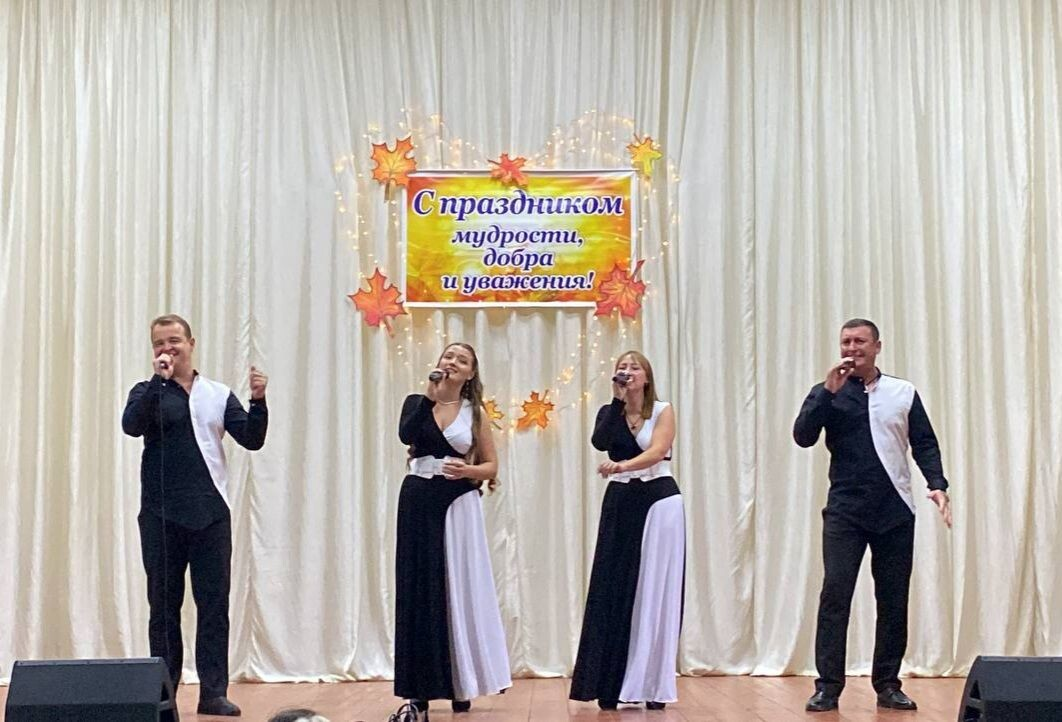 С праздником
мудрости,
добра
и уважения!